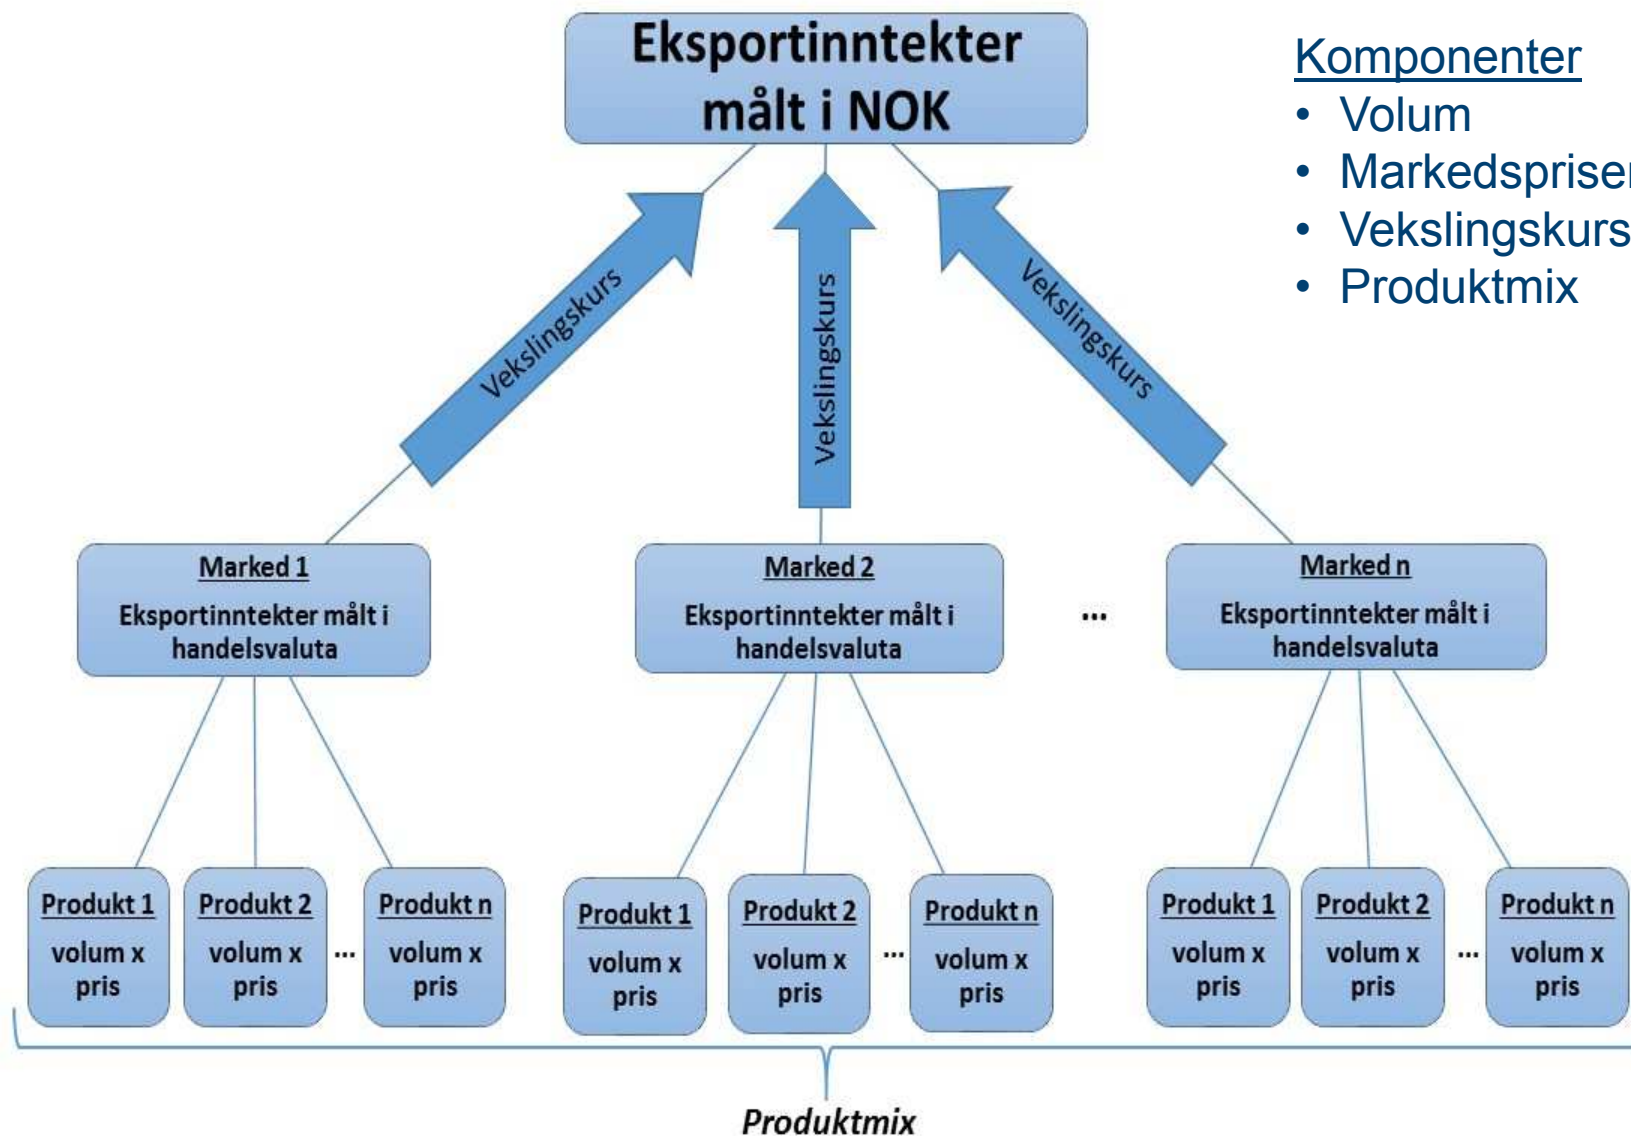 Eksportinntekter
målt i NOK
Komponenter
• Volum
• Markedspriser
• Vekslingskurs
• Produktmix
Vekslingskurs
Vekslingskurs
Vekslingskurs
Marked 1
Eksportinntekter målt i
handelsvaluta
Marked 2
Eksportinntekter målt i
handelsvaluta
...
Marked n
Eksportinntekter målt i
handelsvaluta
Produkt 1
volum x
pris
Produkt 2
volum x
pris
...
Produkt n
volum x
pris
Produkt 1
volum x
pris
Produkt 2
volum x
pris
...
Produkt n
volum x
pris
Produkt 1
volum x
pris
Produkt 2
volum x
pris
...
Produkt n
volum x
pris
Produktmix